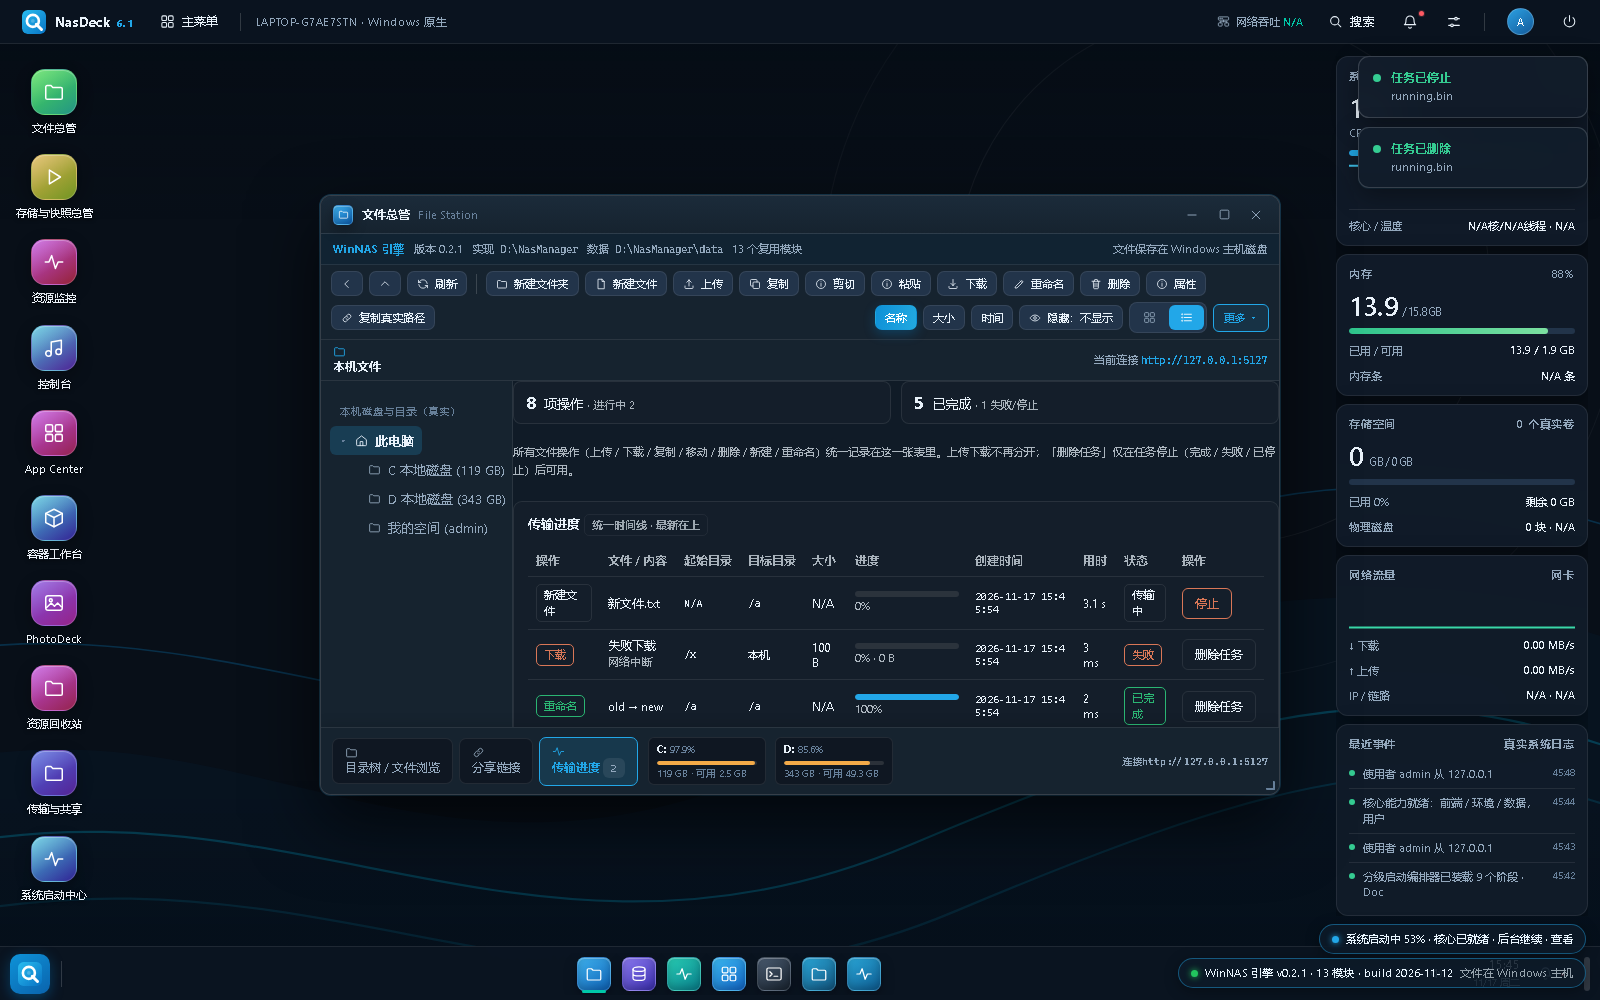 NasDeck 6.1
主菜单
LAPTOP-G7AE7STN · Windows 原生
网络吞吐 N/A
搜索
A
文件总管
存储与快照总管
资源监控
控制台
App Center
容器工作台
PhotoDeck
资源回收站
传输与共享
系统启动中心
文件总管 File Station
WinNAS 引擎 版本 0.2.1 实现 D:\NasManager 数据 D:\NasManager\data 13 个复用模块
文件保存在 Windows 主机磁盘
刷新
新建文件夹
新建文件
上传
复制
剪切
粘贴
下载
重命名
删除
属性
复制真实路径
名称
大小
时间
隐藏: 不显示
更多
本机文件
当前连接 http://127.0.0.1:5127
本机磁盘与目录（真实）
此电脑
C 本地磁盘 (119 GB)
D 本地磁盘 (343 GB)
我的空间 (admin)
8 项操作 · 进行中 2
5 已完成 · 1 失败/停止
所有文件操作（上传 / 下载 / 复制 / 移动 / 删除 / 新建 / 重命名）统一记录在这一张表里。上传下载不再分开；「删除任务」仅在任务停止（完成 / 失败 / 已停
止）后可用。
传输进度 统一时间线 · 最新在上
操作 文件 / 内容 起始目录 目标目录 大小 进度 创建时间 用时 状态 操作
新建文
件
新文件.txt
N/A
/a
N/A
0%
2026-11-17 15:4
5:54
3.1 s
传输
中
停止
下载
失败下载
网络中断
/x
本机
100
B
0% · 0 B
2026-11-17 15:4
5:54
3
ms
失败
删除任务
重命名
old → new
/a
/a
N/A
100%
2026-11-17 15:4
5:54
2
ms
已完
成
删除任务
目录树 / 文件浏览
分享链接
传输进度 2
C: 97.9%
119 GB · 可用 2.5 GB
D: 85.6%
343 GB · 可用 49.3 GB
连接http://127.0.0.1:5127
任务已停止
running.bin
任务已删除
running.bin
核心 / 温度 N/A核/N/A线程 · N/A
内存 88%
13.9 / 15.8GB
已用 / 可用 13.9 / 1.9 GB
内存条 N/A 条
存储空间 0 个真实卷
0 GB / 0 GB
已用 0% 剩余 0 GB
物理磁盘 0 块 · N/A
网络流量 网卡
↓ 下载 0.00 MB/s
↑ 上传 0.00 MB/s
IP / 链路 N/A · N/A
最近事件 真实系统日志
使用者 admin 从 127.0.0.1 45:48
核心能力就绪：前端 / 环境 / 数据，
用户
45:44
使用者 admin 从 127.0.0.1 45:43
分级启动编排器已装载 9 个阶段 ·
Doc
45:42
系统启动中 53% · 核心已就绪 · 后台继续 · 查看
WinNAS 引擎 v0.2.1 · 13 模块 · build 2026-11-12 文件在 Windows 主机